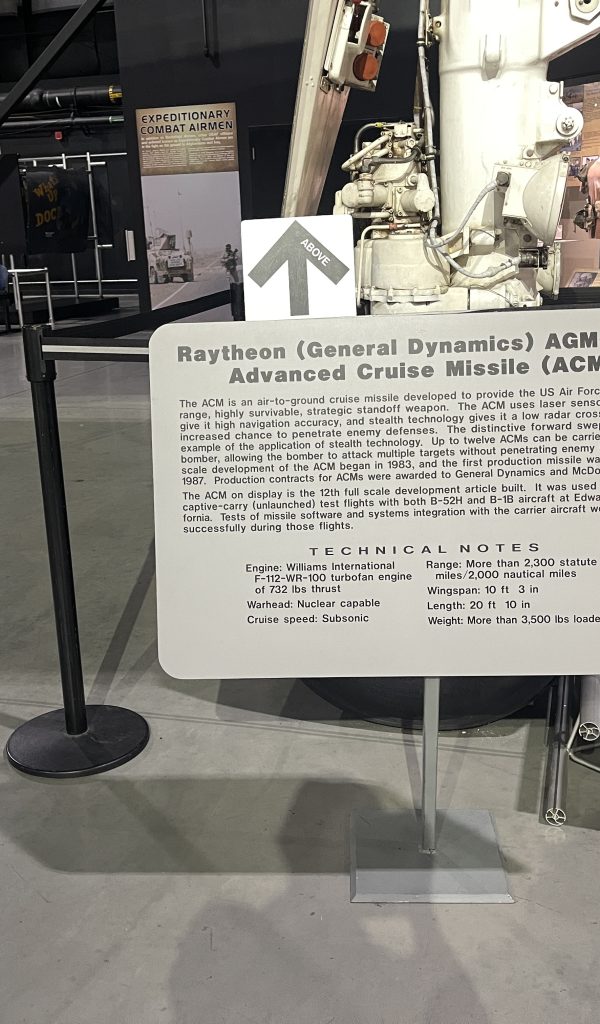 EXPEDITIONARY
COMBAT AIRMEN
WHAT'S
UP
DOC?
ABOVE
Raytheon (General Dynamics) AGM
Advanced Cruise Missile (ACM
The ACM is an air-to-ground cruise missile developed to provide the US Air Forc
range, highly survivable, strategic standoff weapon. The ACM uses laser senso
give it high navigation accuracy, and stealth technology gives it a low radar cross
increased chance to penetrate enemy defenses. The distinctive forward swep
example of the application of stealth technology. Up to twelve ACMs can be carrie
bomber, allowing the bomber to attack multiple targets without penetrating enemy
scale development of the ACM began in 1983, and the first production missile wa
1987. Production contracts for ACMs were awarded to General Dynamics and McDo
The ACM on display is the 12th full scale development article built. It was used
captive-carry (unlaunched) test flights with both B-52H and B-1B aircraft at Edwa
fornia. Tests of missile software and systems integration with the carrier aircraft we
successfully during those flights.
TECHNICAL NOTES
Engine: Williams International
F-112-WR-100 turbofan engine
of 732 lbs thrust
Warhead: Nuclear capable
Cruise speed: Subsonic
Range: More than 2,300 statute
miles/2,000 nautical miles
Wingspan: 10 ft 3 in
Length: 20 ft 10 in
Weight: More than 3,500 lbs loade